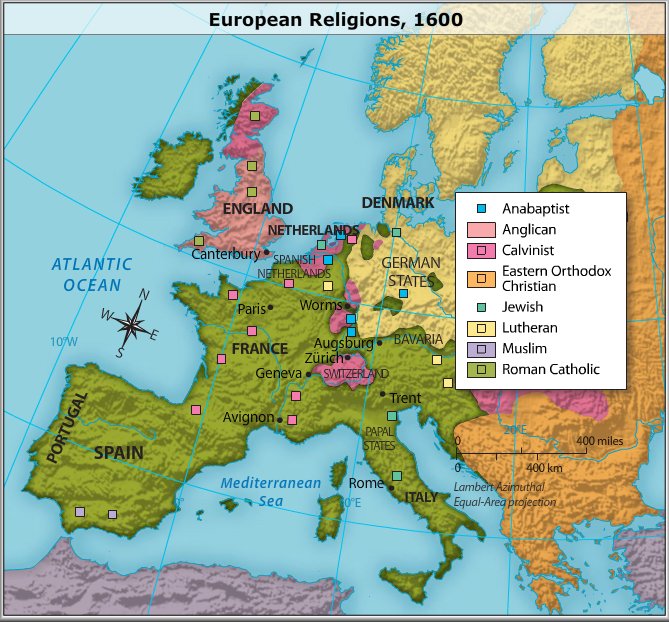 European Religions, 1600
ENGLAND
DENMARK
NETHERLANDS
Canterbury
SPANISH
NETHERLANDS
GERMAN
STATES
ATLANTIC
OCEAN
N
W
E
S
10°W
Paris
Worms
FRANCE
Augsburg
BAVARIA
Zürich
Geneva
SWITZERLAND
Avignon
Trent
PORTUGAL
SPAIN
PAPAL
STATES
Mediterranean
Sea
0°
10°E
20°E
Rome
ITALY
Anabaptist
Anglican
Calvinist
Eastern Orthodox
Christian
Jewish
Lutheran
Muslim
Roman Catholic
0
400 miles
0
400 km
Lambert Azimuthal
Equal-Area projection